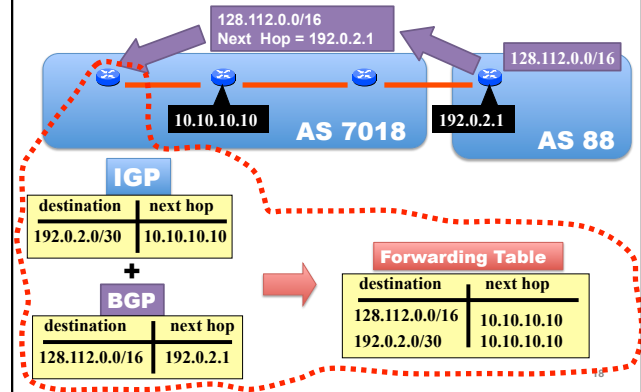 128.112.0.0/16
Next Hop = 192.0.2.1
128.112.0.0/16
10.10.10.10
192.0.2.1
AS 7018
AS 88
IGP
destination next hop
192.0.2.0/30 10.10.10.10
+
BGP
destination next hop
128.112.0.0/16 192.0.2.1
Forwarding Table
destination next hop
128.112.0.0/16 10.10.10.10
192.0.2.0/30 10.10.10.10
18